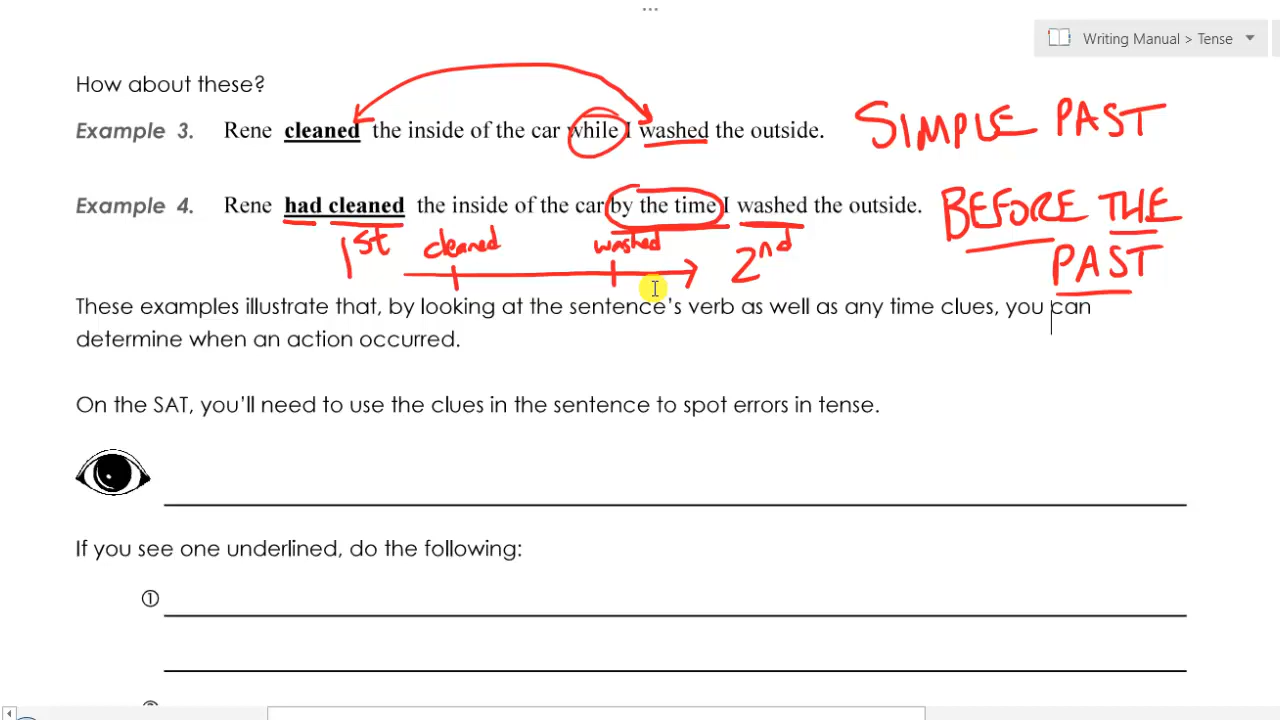 ...
Writing Manual > Tense
How about these?
Example 3. Rene cleaned the inside of the car while I washed the outside. SIMPLE PAST
Example 4. Rene had cleaned the inside of the car by the time I washed the outside. BEFORE THE
PAST
1st cleaned washed 2nd
These examples illustrate that, by looking at the sentence's verb as well as any time clues, you can
determine when an action occurred.
On the SAT, you'll need to use the clues in the sentence to spot errors in tense.
If you see one underlined, do the following:
①